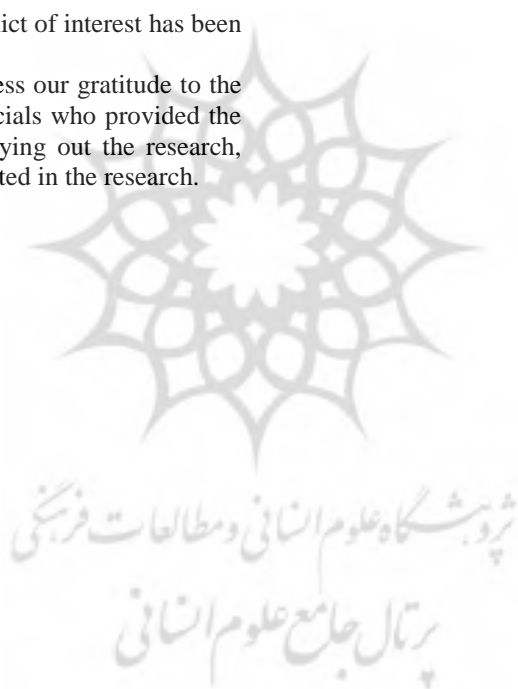 ict of interest has been
ess our gratitude to the
cials who provided the
ying out the research,
ted in the research.
پژوهشگاه علوم انسانی و مطالعات فرهنگی
پرتال جامع علوم انسانی